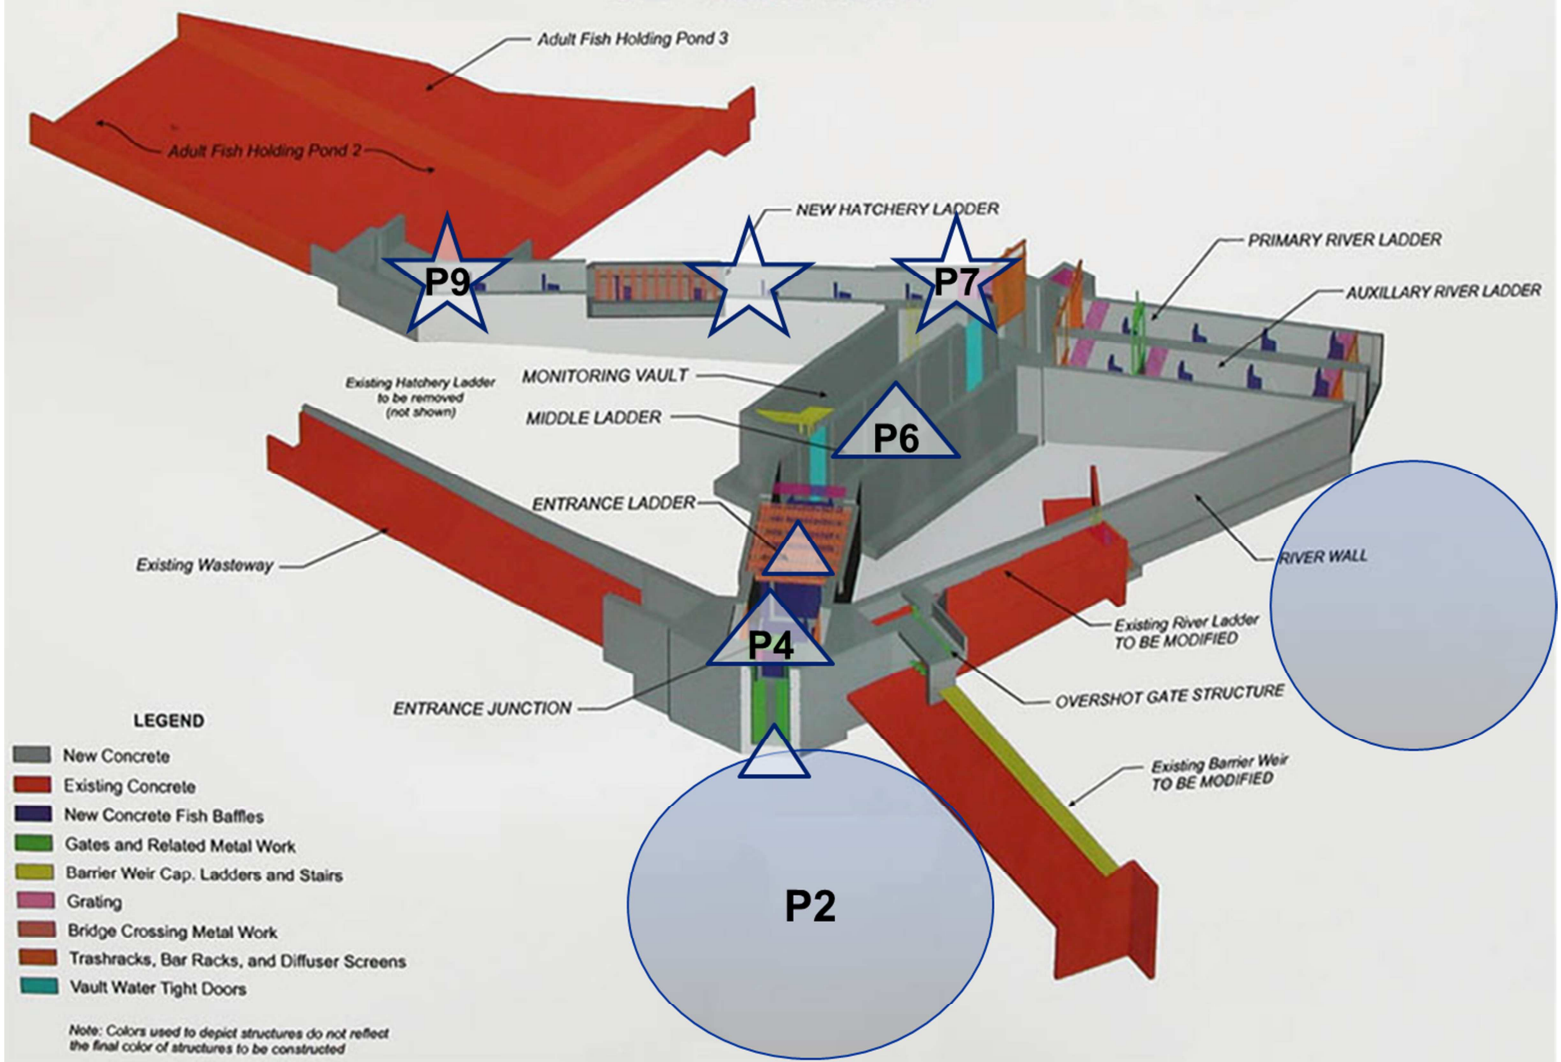 Adult Fish Holding Pond 3
Adult Fish Holding Pond 2
NEW HATCHERY LADDER
PRIMARY RIVER LADDER
AUXILLARY RIVER LADDER
P9
P7
Existing Hatchery Ladder
to be removed
(not shown)
MONITORING VAULT
MIDDLE LADDER
P6
ENTRANCE LADDER
Existing Wasteway
RIVER WALL
Existing River Ladder
TO BE MODIFIED
P4
OVERSHOT GATE STRUCTURE
ENTRANCE JUNCTION
Existing Barrier Weir
TO BE MODIFIED
P2
LEGEND
New Concrete
Existing Concrete
New Concrete Fish Baffles
Gates and Related Metal Work
Barrier Weir Cap. Ladders and Stairs
Grating
Bridge Crossing Metal Work
Trashracks, Bar Racks, and Diffuser Screens
Vault Water Tight Doors
Note: Colors used to depict structures do not reflect
the final color of structures to be constructed